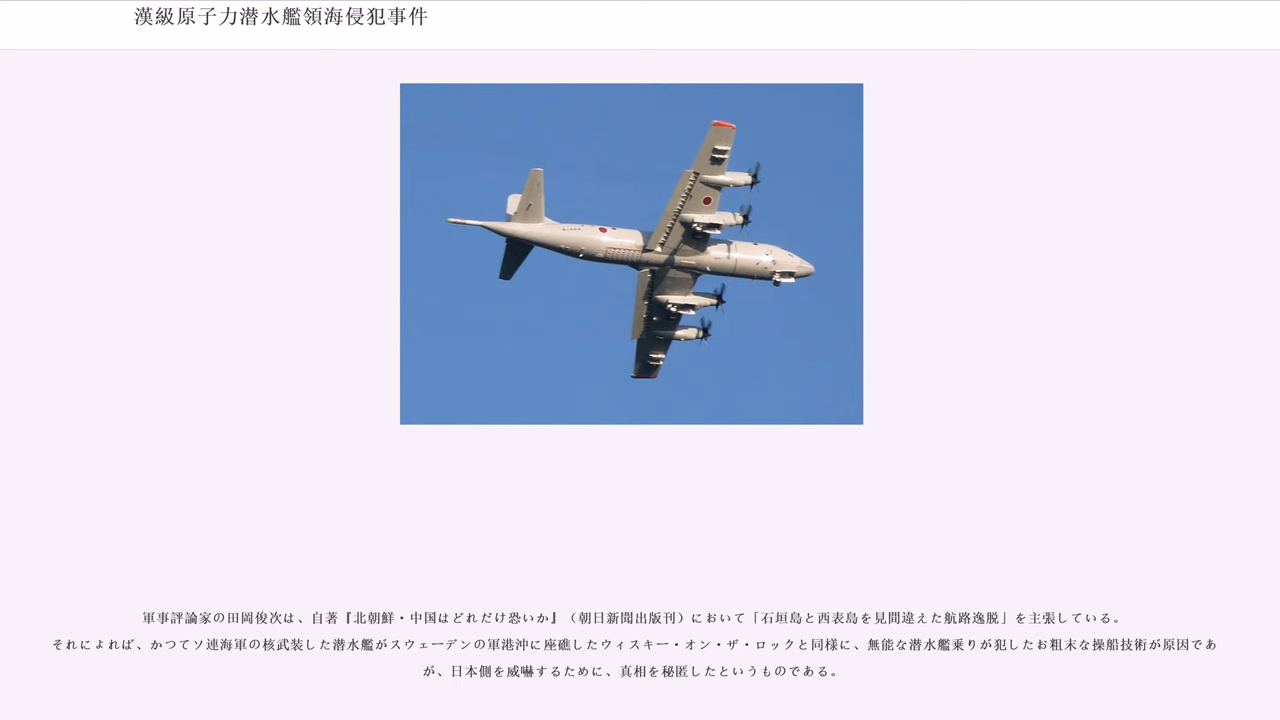 漢級原子力潜水艦領海侵犯事件
軍事評論家の田岡俊次は、自著『北朝鮮・中国はどれだけ恐いか』（朝日新聞出版刊）において「石垣島と西表島を見間違えた航路逸脱」を主張している。
それによれば、かつてソ連海軍の核武装した潜水艦がスウェーデンの軍港沖に座礁したウィスキー・オン・ザ・ロックと同様に、無能な潜水艦乗りが犯したお粗末な操船技術が原因であ
が、日本側を威嚇するために、真相を秘匿したというものである。